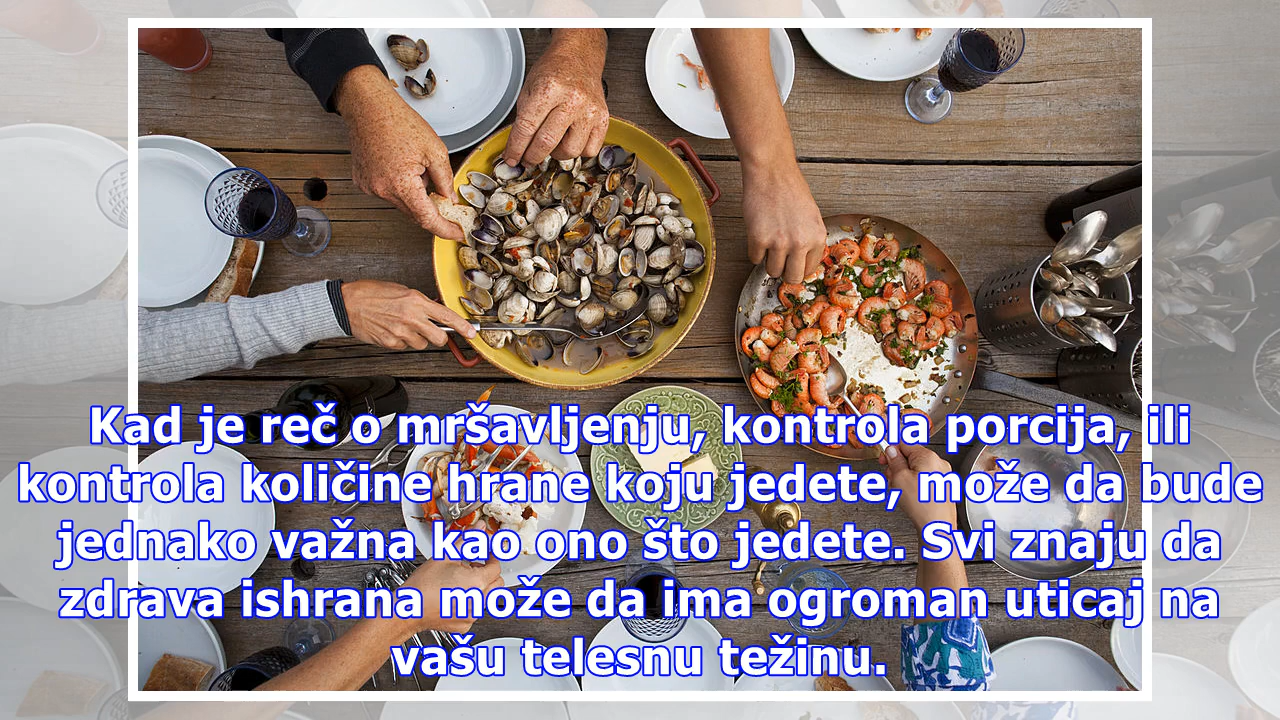 Kad je reč o mršavljenju, kontrola porcija, ili
kontrola količine hrane koju jedete, može da bude
jednako važna kao ono što jedete. Svi znaju da
zdrava ishrana može da ima ogroman uticaj na
vašu telesnu težinu.